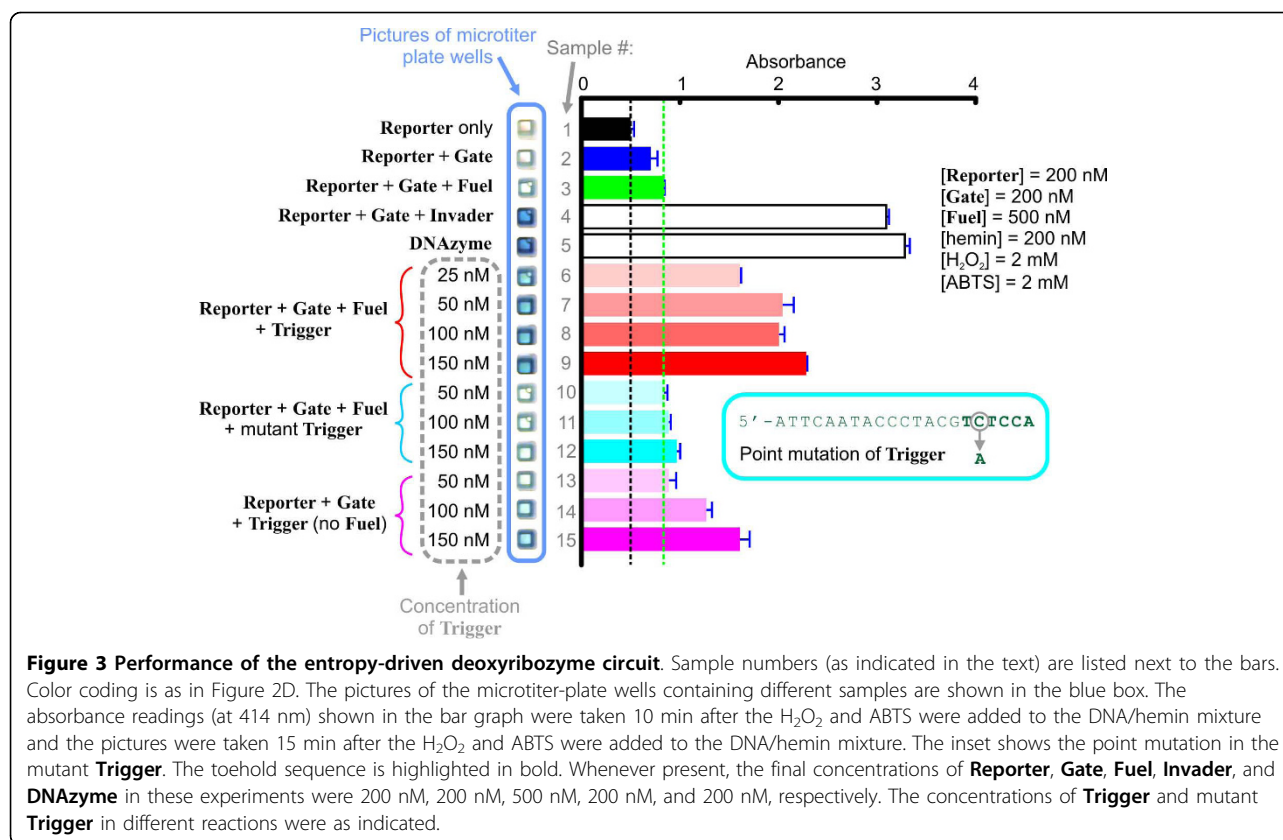 Pictures of microtiter
plate wells
Sample #:
Absorbance
0 1 2 3 4
Reporter only 1
Reporter + Gate 2
Reporter + Gate + Fuel 3
Reporter + Gate + Invader 4
DNAzyme 5
[Reporter] = 200 nM
[Gate] = 200 nM
[Fuel] = 500 nM
[hemin] = 200 nM
[H₂O₂] = 2 mM
[ABTS] = 2 mM
Reporter + Gate + Fuel
+ Trigger
25 nM 6
50 nM 7
100 nM 8
150 nM 9
Reporter + Gate + Fuel
+ mutant Trigger
50 nM 10
100 nM 11
150 nM 12
Reporter + Gate
+ Trigger (no Fuel)
50 nM 13
100 nM 14
150 nM 15
5'-ATTCAATACCCTACGTCTCCA
Point mutation of Trigger A
Concentration
of Trigger
Figure 3 Performance of the entropy-driven deoxyribozyme circuit. Sample numbers (as indicated in the text) are listed next to the bars.
Color coding is as in Figure 2D. The pictures of the microtiter-plate wells containing different samples are shown in the blue box. The
absorbance readings (at 414 nm) shown in the bar graph were taken 10 min after the H₂O₂ and ABTS were added to the DNA/hemin mixture
and the pictures were taken 15 min after the H₂O₂ and ABTS were added to the DNA/hemin mixture. The inset shows the point mutation in the
mutant Trigger. The toehold sequence is highlighted in bold. Whenever present, the final concentrations of Reporter, Gate, Fuel, Invader, and
DNAzyme in these experiments were 200 nM, 200 nM, 500 nM, 200 nM, and 200 nM, respectively. The concentrations of Trigger and mutant
Trigger in different reactions were as indicated.